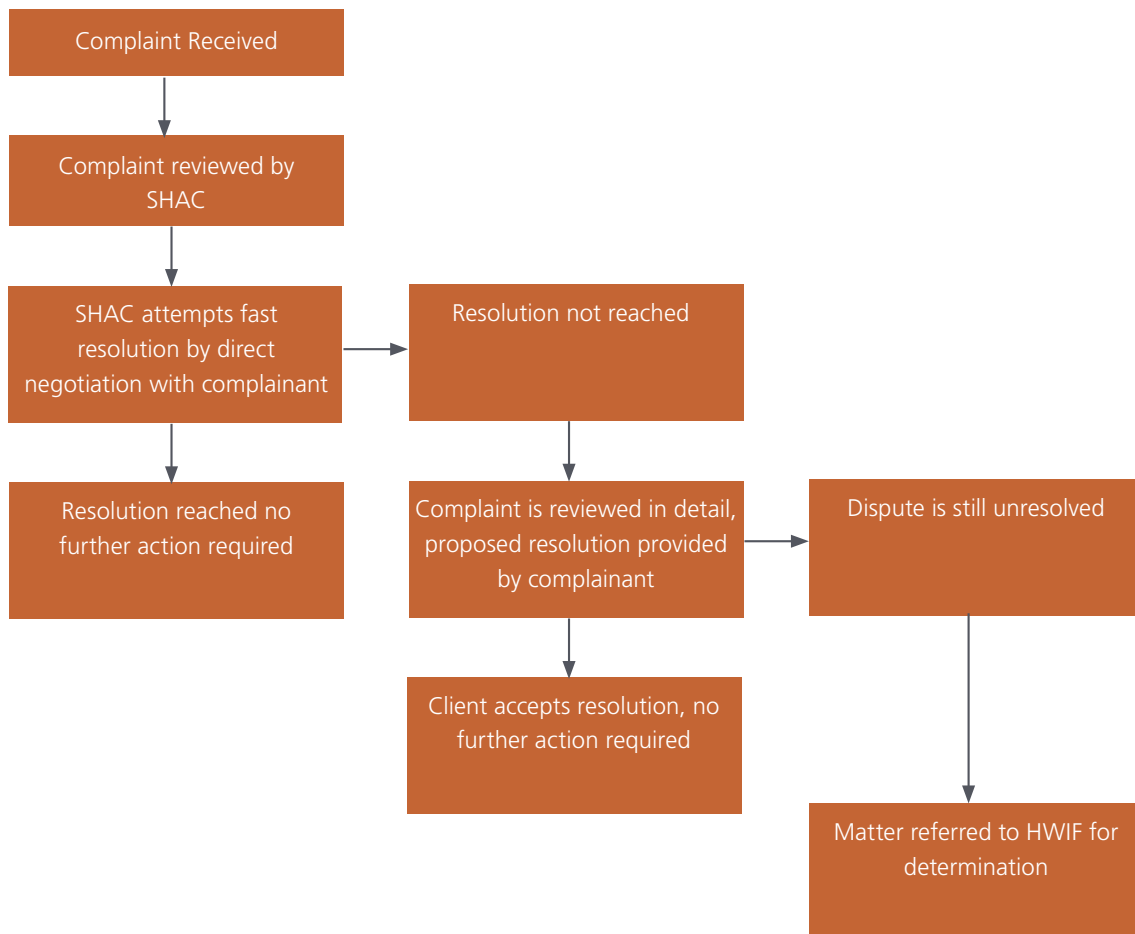 Complaint Received
Complaint reviewed by
SHAC
SHAC attempts fast
resolution by direct
negotiation with complainant
Resolution not reached
Resolution reached no
further action required
Complaint is reviewed in detail,
proposed resolution provided
by complainant
Dispute is still unresolved
Client accepts resolution, no
further action required
Matter referred to HWIF for
determination